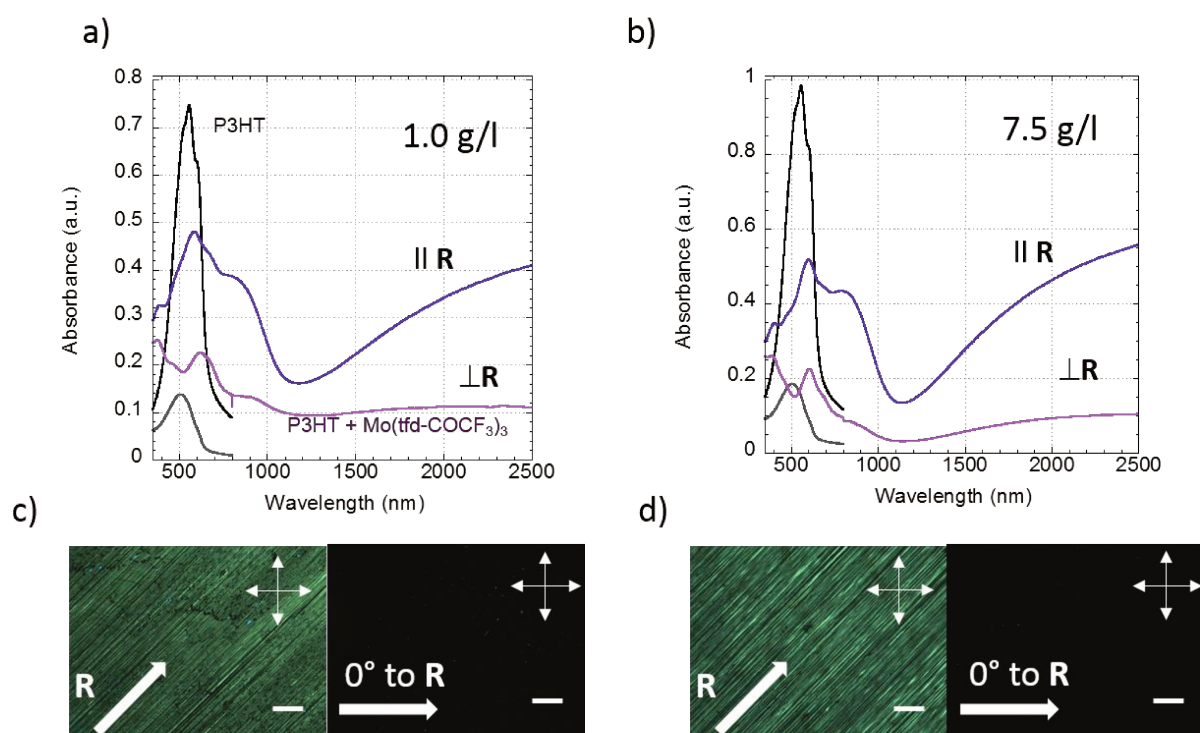 a)
b)
0.8
0.7
0.6
0.5
0.4
0.3
0.2
0.1
0
Absorbance (a.u.)
P3HT
1.0 g/l
|| R
⊥R
P3HT + Mo(tfd-COCF₃)₃
500 1000 1500 2000 2500
Wavelength (nm)
1
0.8
0.6
0.4
0.2
0
Absorbance (a.u.)
7.5 g/l
|| R
⊥R
500 1000 1500 2000 2500
Wavelength (nm)
c)
d)
R
0° to R
R
0° to R